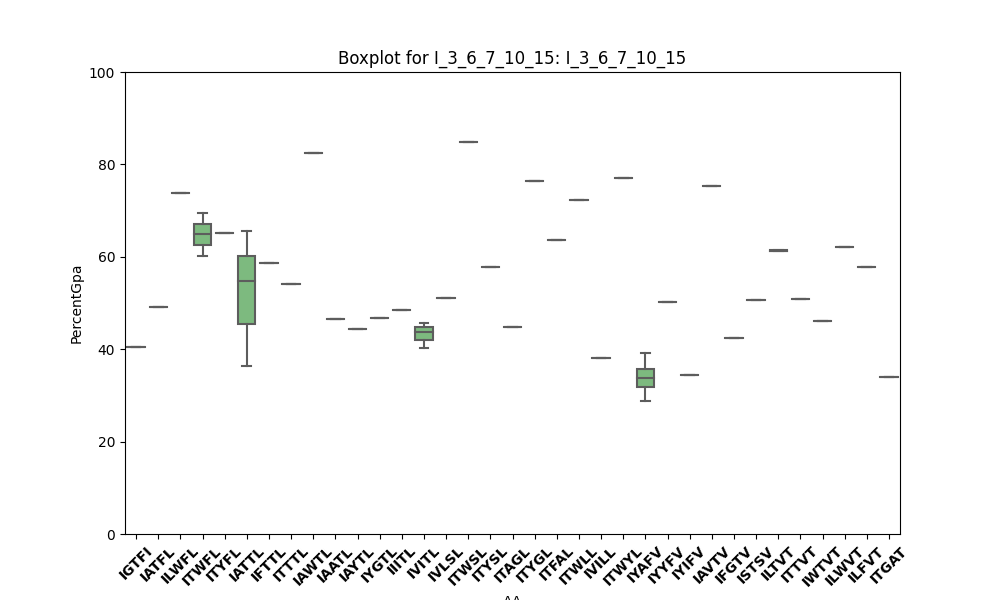 Boxplot for I_3_6_7_10_15: I_3_6_7_10_15
PercentGpa
100
80
60
40
20
0
IGTFI
IATFL
ILWFL
ITWFL
ITYFL
IATTL
IFTTL
ITTTL
IAWTL
IAATL
IAYTL
IYGTL
IIITL
IVITL
IVLSL
ITWSL
ITYSL
ITAGL
ITYGL
ITFAL
ITWLL
IVILL
ITWYL
IYAFV
IYYFV
IYIFV
IAVTV
IFGTV
ISTSV
ILTVT
ITTVT
IWTVT
ILWVT
ILFVT
ITGAT